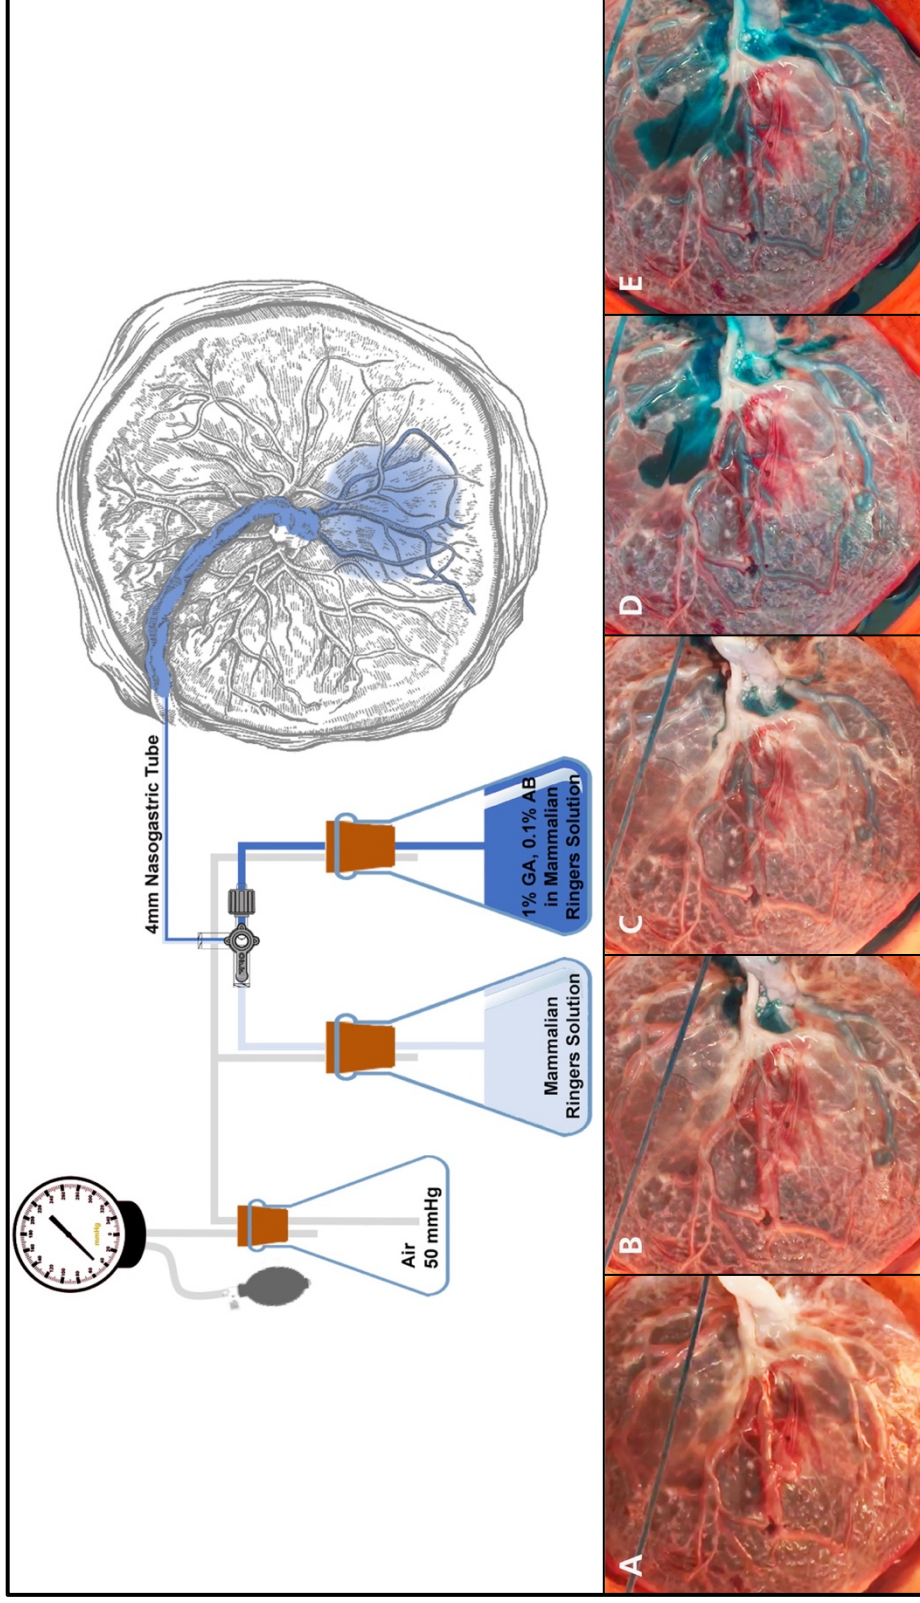 mmHg
Air
50 mmHg
Mammalian
Ringers Solution
1% GA, 0.1% AB
in Mammalian
Ringers Solution
4mm Nasogastric Tube
A
B
C
D
E